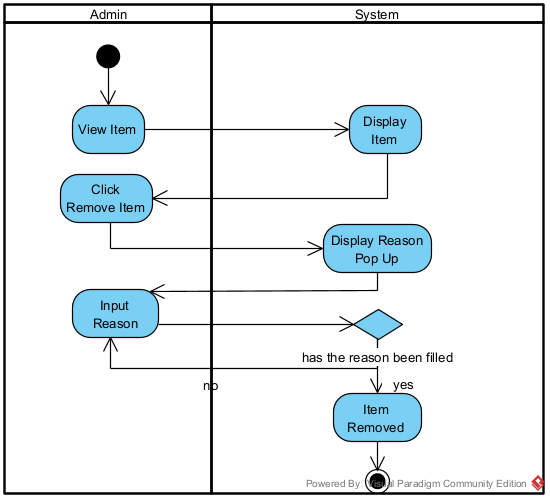 Admin
System
View Item
Display
Item
Click
Remove Item
Display Reason
Pop Up
Input
Reason
has the reason been filled
no
yes
Item
Removed
Powered By: Visual Paradigm Community Edition